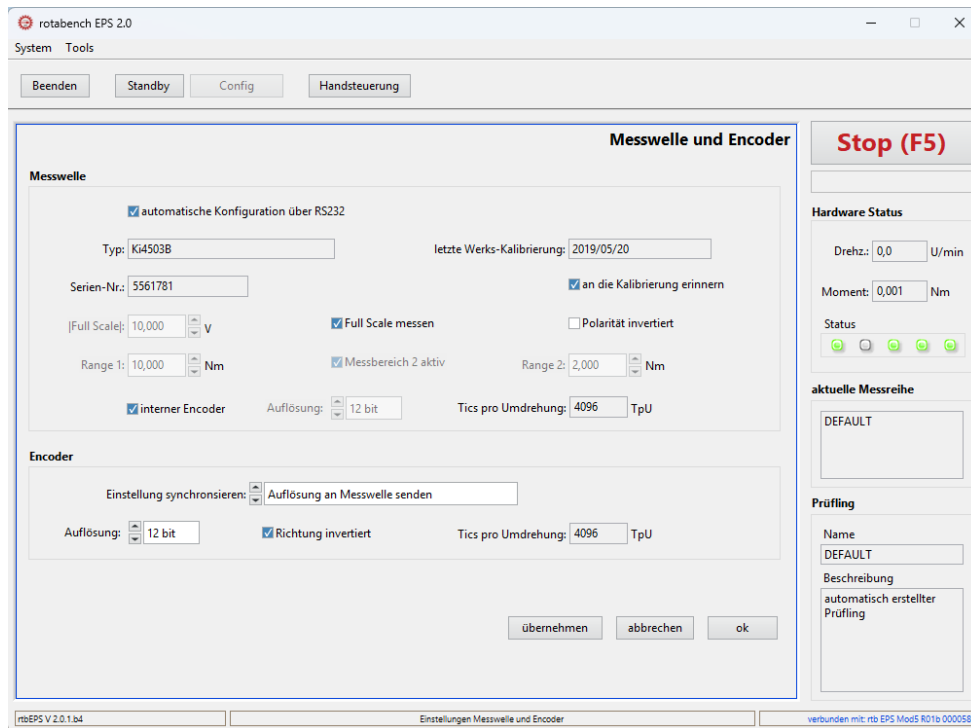 rotabench EPS 2.0
System Tools
Beenden Standby Config Handsteuerung
Messwelle und Encoder
Messwelle
automatische Konfiguration über RS232
Typ: Ki4503B letzte Werks-Kalibrierung: 2019/05/20
Serien-Nr.: 5561781 an die Kalibrierung erinnern
|Full Scale|: 10,000 V Full Scale messen Polarität invertiert
Range 1: 10,000 Nm Messbereich 2 aktiv Range 2: 2,000 Nm
interner Encoder Auflösung: 12 bit Tics pro Umdrehung: 4096 TpU
Encoder
Einstellung synchronsieren: Auflösung an Messwelle senden
Auflösung: 12 bit Richtung invertiert Tics pro Umdrehung: 4096 TpU
übernehmen abbrechen ok
Stop (F5)
Hardware Status
Drehz.: 0,0 U/min
Moment: 0,001 Nm
Status
aktuelle Messreihe
DEFAULT
Prüfling
Name
DEFAULT
Beschreibung
automatisch erstellter
Prüfling
rtbEPS V 2.0.1.b4 Einstellungen Messwelle und Encoder verbunden mit: rtb EPS Mod5 R01b 000058